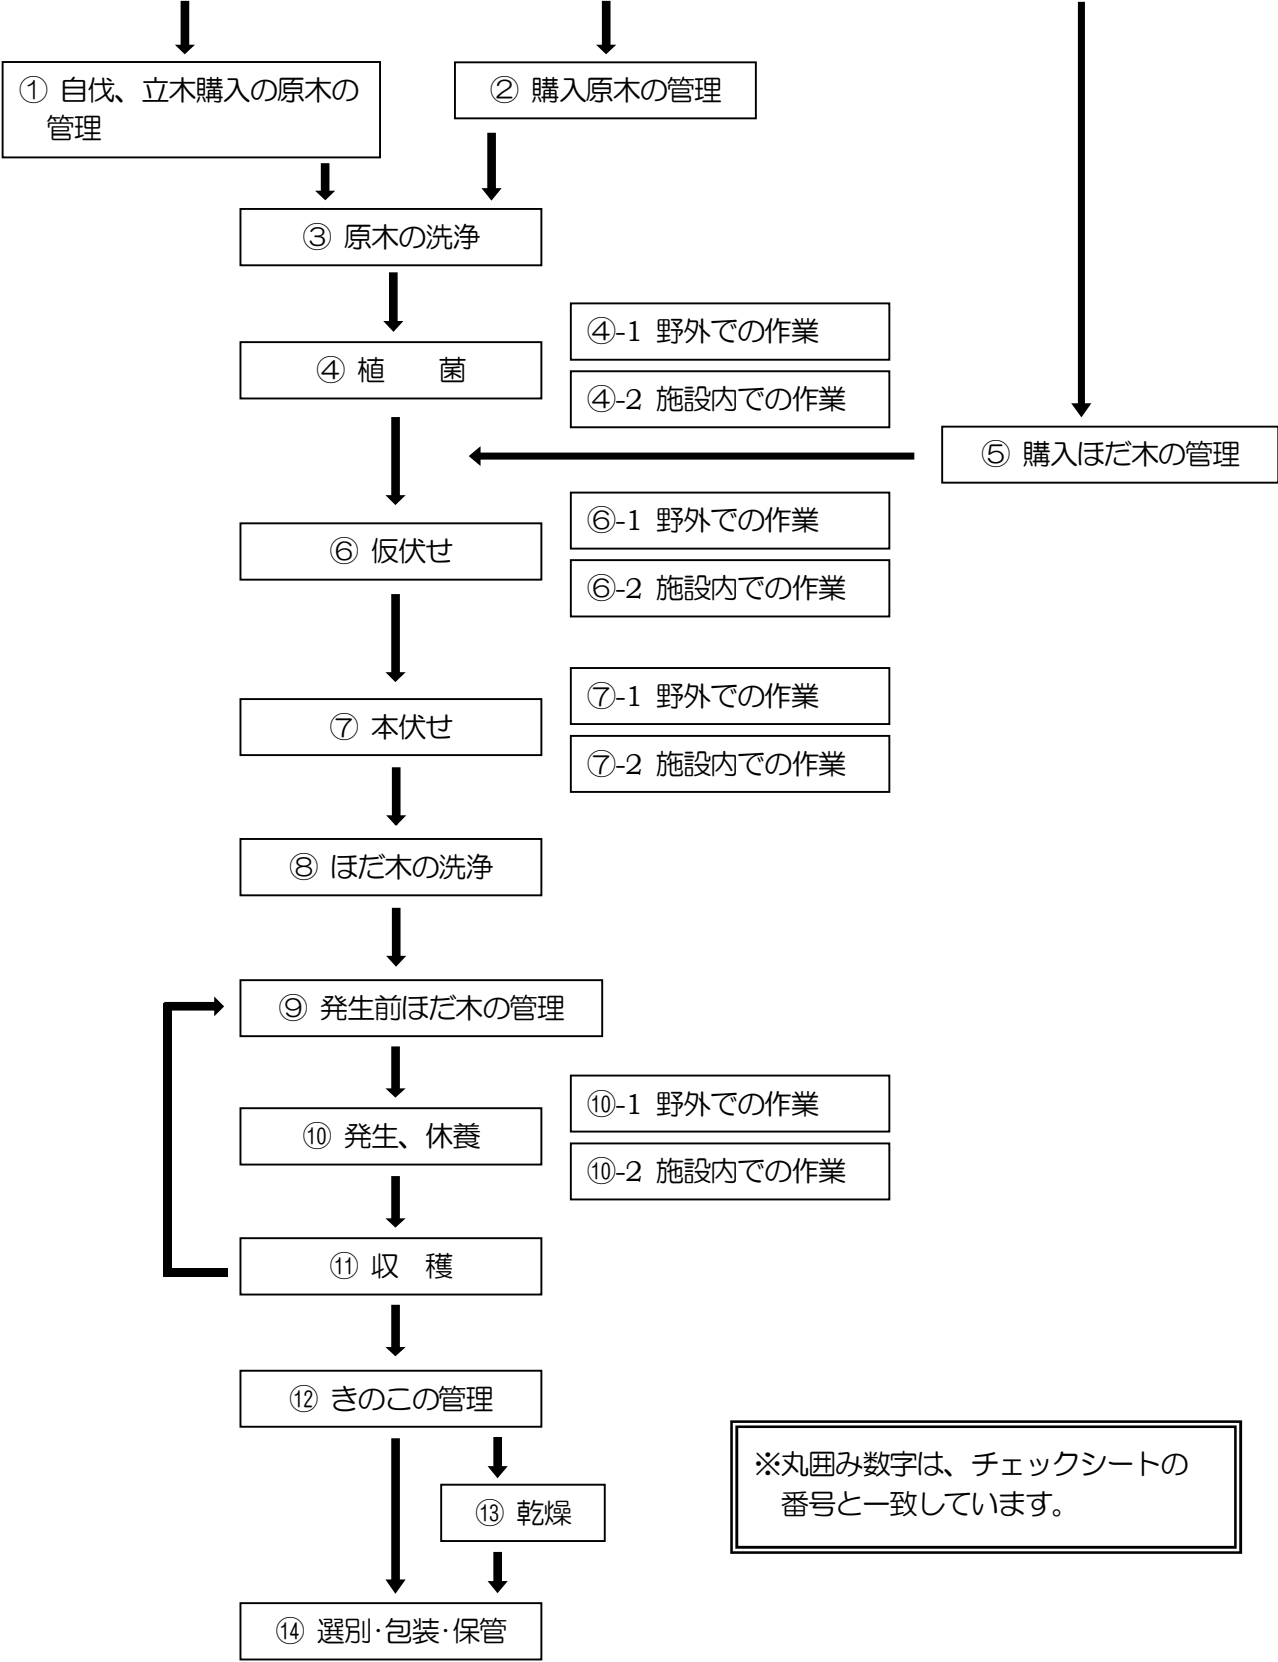 ① 自伐、立木購入の原木の
管理
② 購入原木の管理
③ 原木の洗浄
④ 植　　菌
④-1 野外での作業
④-2 施設内での作業
⑤ 購入ほだ木の管理
⑥ 仮伏せ
⑥-1 野外での作業
⑥-2 施設内での作業
⑦ 本伏せ
⑦-1 野外での作業
⑦-2 施設内での作業
⑧ ほだ木の洗浄
⑨ 発生前ほだ木の管理
⑩ 発生、休養
⑩-1 野外での作業
⑩-2 施設内での作業
⑪ 収　穫
⑫ きのこの管理
⑬ 乾燥
⑭ 選別･包装･保管
※丸囲み数字は、チェックシートの
番号と一致しています。